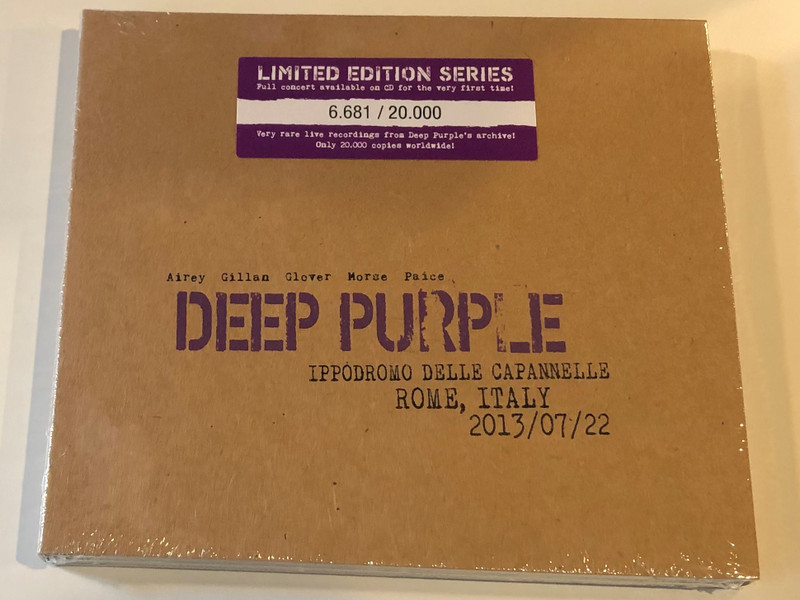 LIMITED EDITION SERIES
Full concert available on CD for the very first time!
6.681 / 20.000
Very rare live recordings from Deep Purple's archive!
Only 20.000 copies worldwide!
Airey Gillan Glover Morse Paice
DEEP PURPLE
IPPÓDROMO DELLE CAPANNELLE
ROME, ITALY
2013/07/22